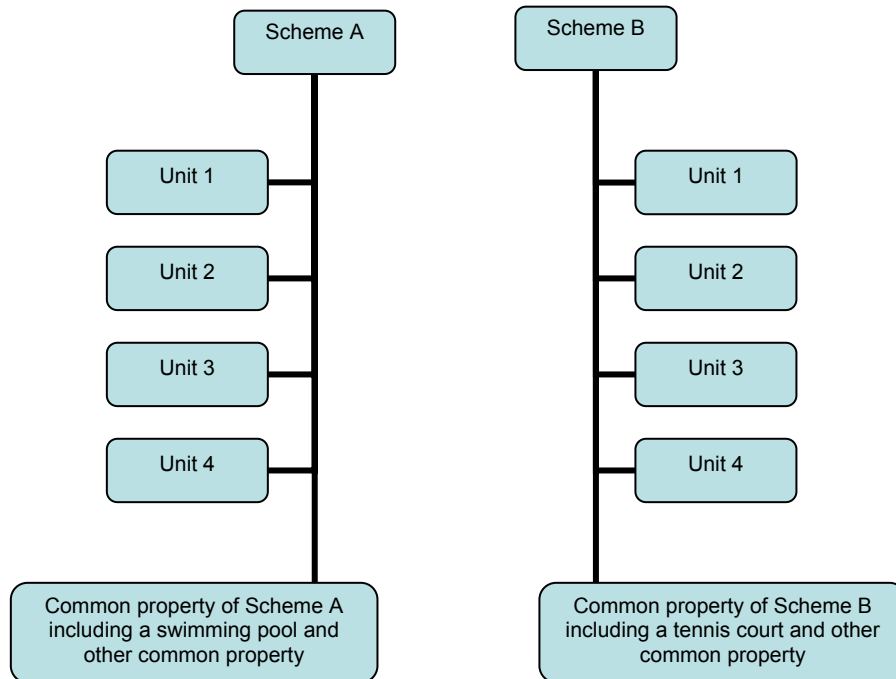 Scheme A
Scheme B
Unit 1
Unit 1
Unit 2
Unit 2
Unit 3
Unit 3
Unit 4
Unit 4
Common property of Scheme A
including a swimming pool and
other common property
Common property of Scheme B
including a tennis court and other
common property